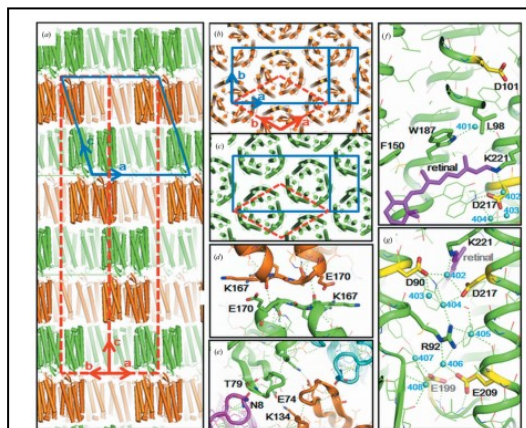 (a)
c
a
c
b
a
(b)
b
a
b
a
(c)
(d)
K167
E170
E170
K167
(e)
T79
N8
E74
K134
(f)
D101
401
L98
W187
F150
K221
retinal
402
D217
403
404
(g)
K221
retinal
D90
402
D217
403
404
405
R92
407
406
408
E199
E209